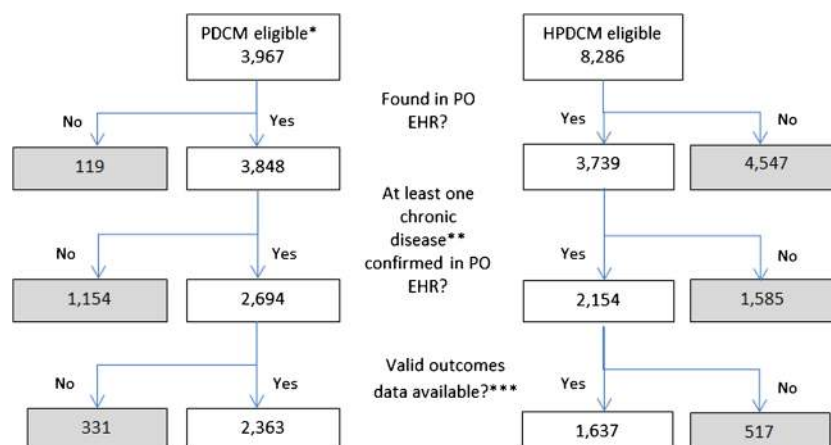 PDCM eligible*
3,967
HPDCM eligible
8,286
Found in PO
EHR?
No
Yes
Yes
No
119
3,848
3,739
4,547
At least one
chronic
disease**
confirmed in PO
EHR?
No
Yes
Yes
No
1,154
2,694
2,154
1,585
Valid outcomes
data available?***
No
Yes
Yes
No
331
2,363
1,637
517